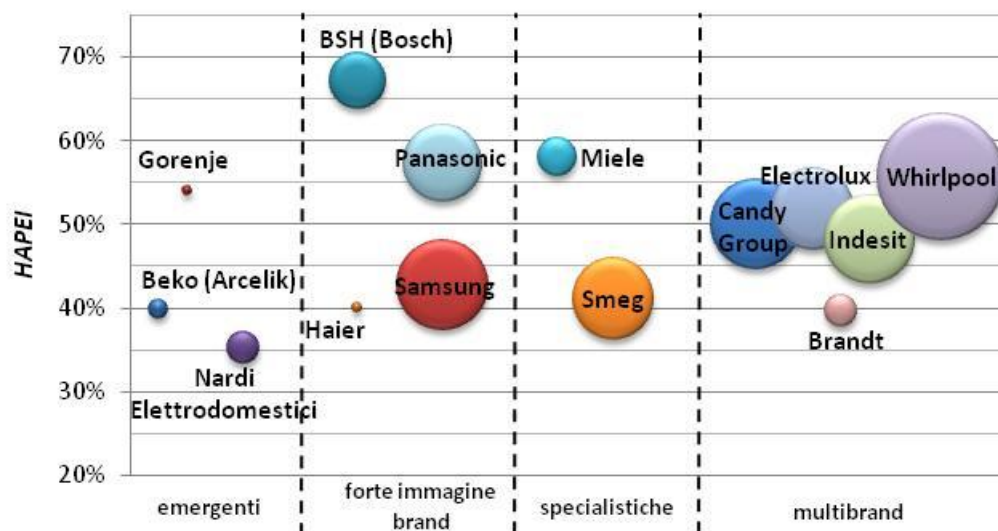 70%
60%
50%
40%
30%
20%
HAPEI
BSH (Bosch)
Gorenje
Panasonic
Miele
Electrolux
Whirlpool
Candy
Group
Indesit
Beko (Arcelik)
Samsung
Smeg
Haier
Brandt
Nardi
Elettrodomestici
emergenti
forte immagine
brand
specialistiche
multibrand